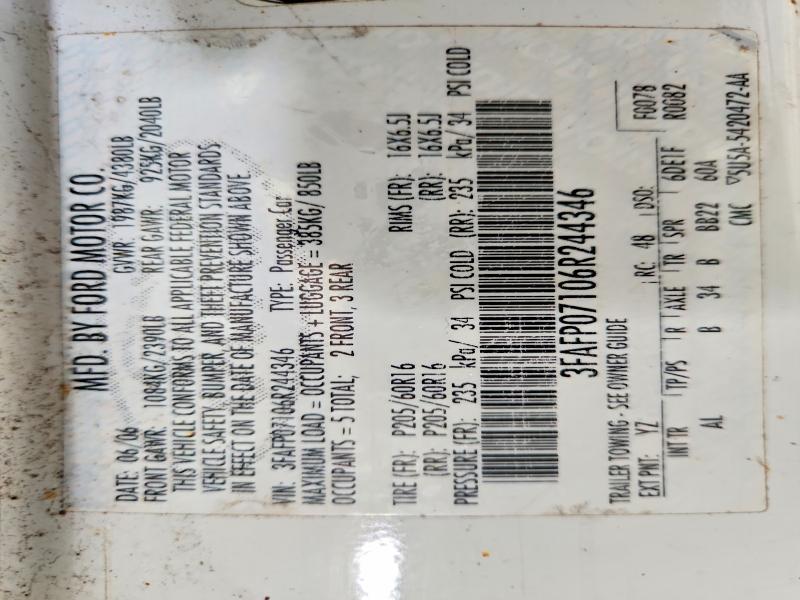 MFD. BY FORD MOTOR CO.
DATE: 06/06 GVWR: 1987KG/4380LB
FRONT GAWR: 1084KG/2390LB REAR GAWR: 925KG/2040LB
THIS VEHICLE CONFORMS TO ALL APPLICABLE FEDERAL MOTOR
VEHICLE SAFETY, BUMPER, AND THEFT PREVENTION STANDARDS
IN EFFECT ON THE DATE OF MANUFACTURE SHOWN ABOVE.
VIN: 3FAFP07106R244346 TYPE: Passenger Car
MAXIMUM LOAD = OCCUPANTS + LUGGAGE = 385KG/ 850LB
OCCUPANTS = 5 TOTAL; 2 FRONT, 3 REAR
TIRE (FR): P205/60R16 RIMS (FR): 16X6.5J
(RR): P205/60R16 (RR): 16X6.5J
PRESSURE (FR): 235 kPa/ 34 PSI COLD (RR): 235 kPa/ 34 PSI COLD
3FAFP07106R244346
TRAILER TOWING - SEE OWNER GUIDE
F0078
EXT PNT: YZ RC: 48 DSO: R0082
INT TR TP/PS R AXLE TR SPR 6DE1F
AL B 34 B BB22 60A
CMC ▽5U5A-5420472-AA